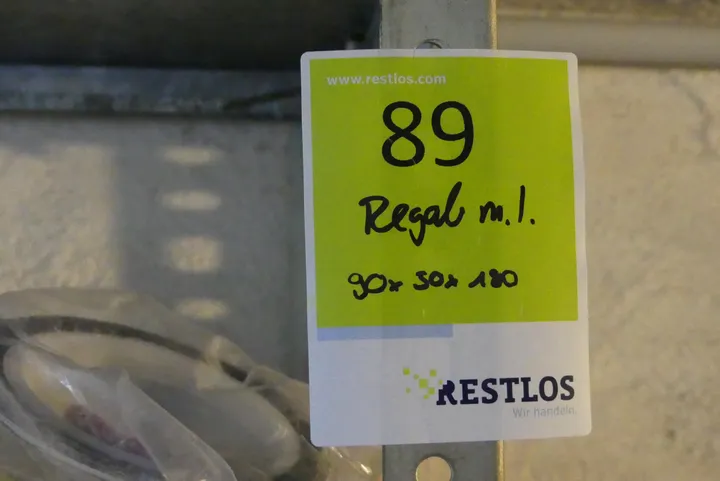 www.restlos.com
89
Regal m.I.
90x 50x 180
RESTLOS
Wir handeln.